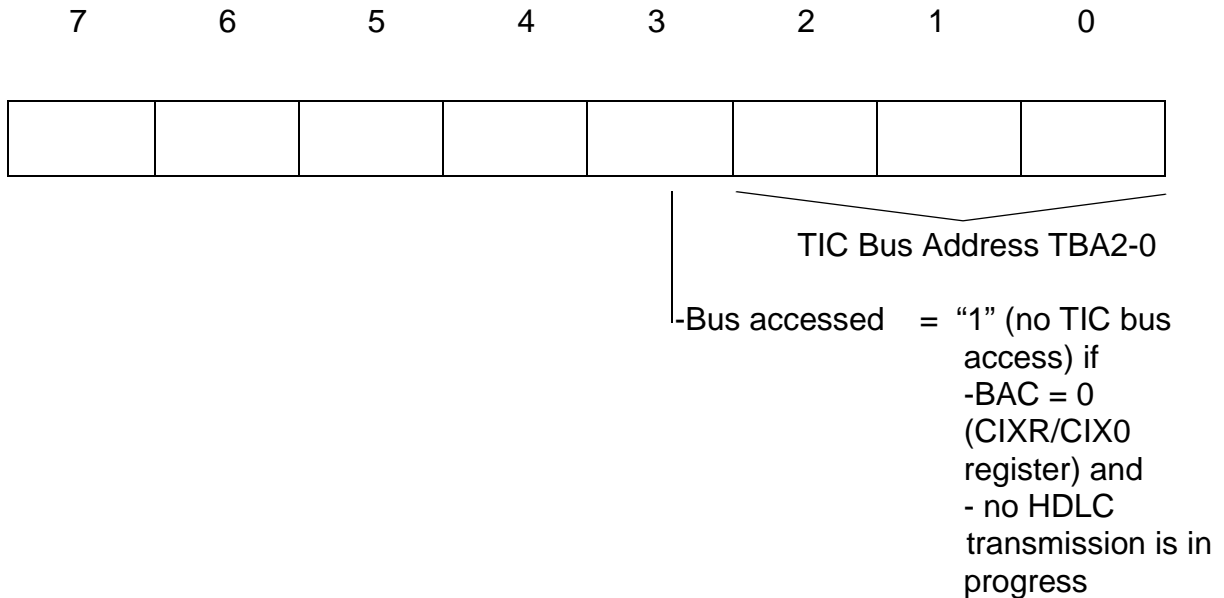 7 6 5 4 3 2 1 0
TIC Bus Address TBA2-0
-Bus accessed = “1” (no TIC bus
access) if
-BAC = 0
(CIXR/CIX0
register) and
- no HDLC
transmission is in
progress